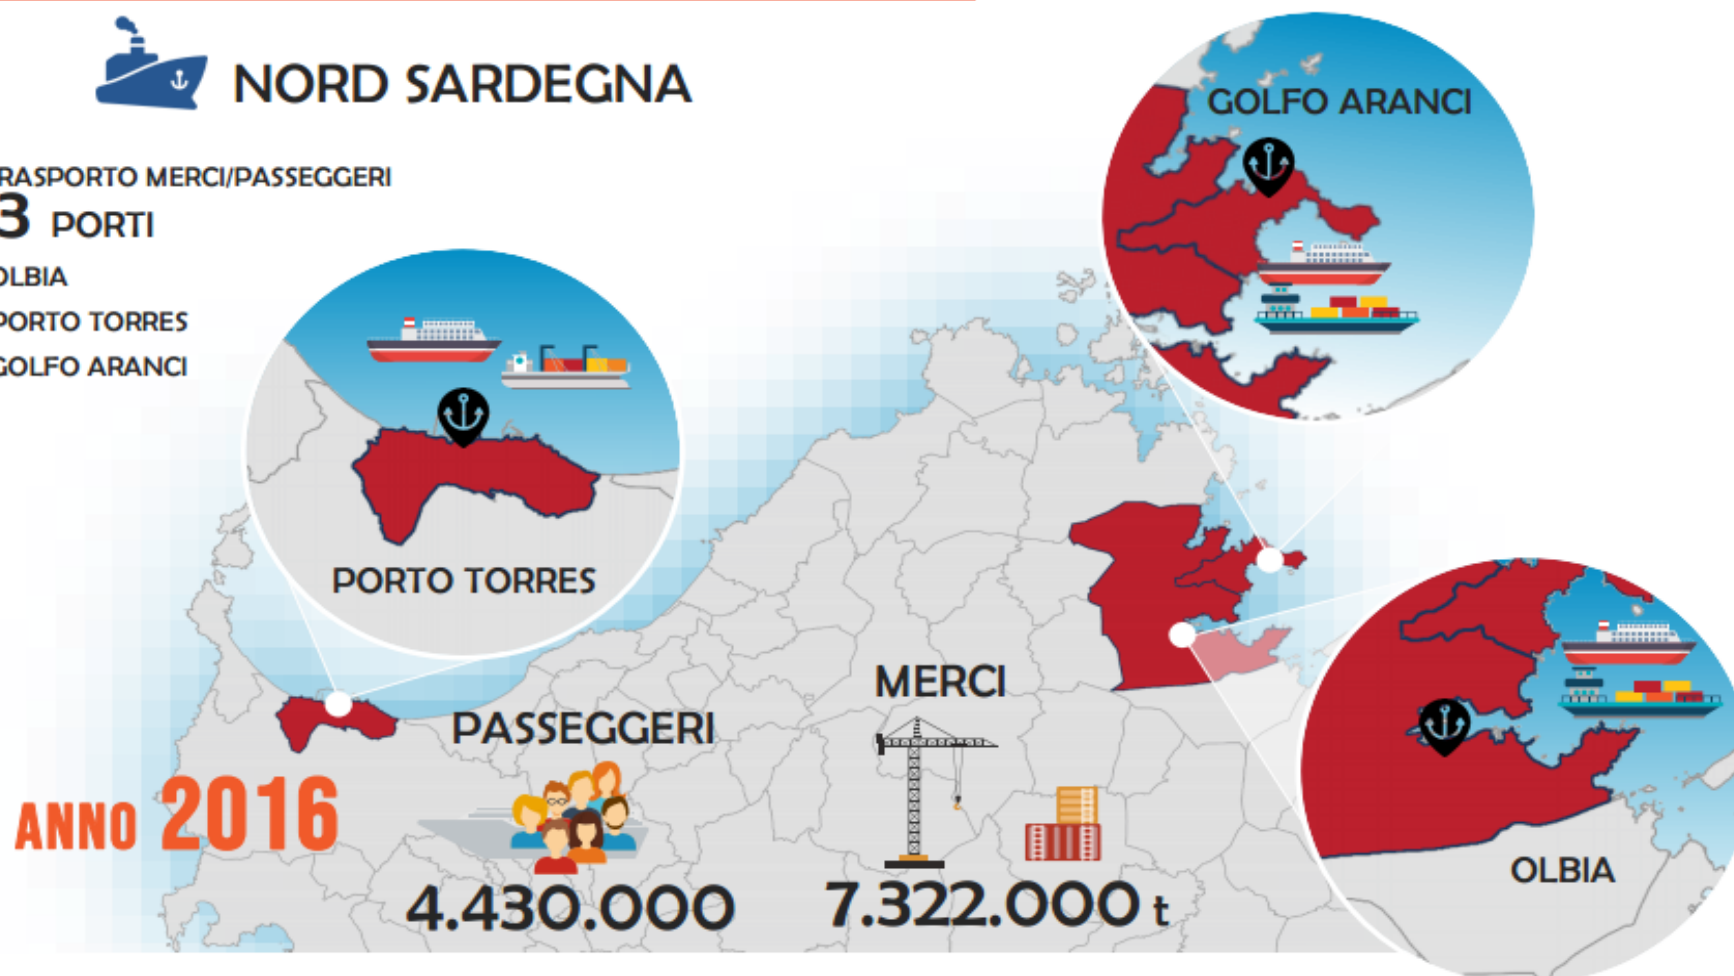 NORD SARDEGNA
RASPORTO MERCI/PASSEGGERI
3 PORTI
OLBIA
PORTO TORRES
GOLFO ARANCI
GOLFO ARANCI
PORTO TORRES
MERCI
PASSEGGERI
ANNO 2016
4.430.000
7.322.000 t
OLBIA